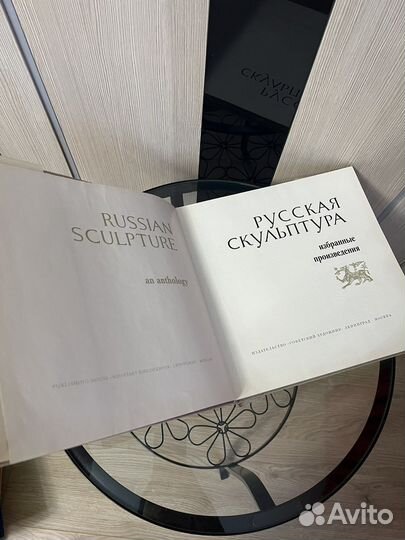 RUSSIAN
SCULPTURE
an anthology
РУССКАЯ
СКУЛЬПТУРА
избранные
произведения
ИЗДАТЕЛЬСТВО «СОВЕТСКИЙ ХУДОЖНИК» ЛЕНИНГРАД МОСКВА
Avito